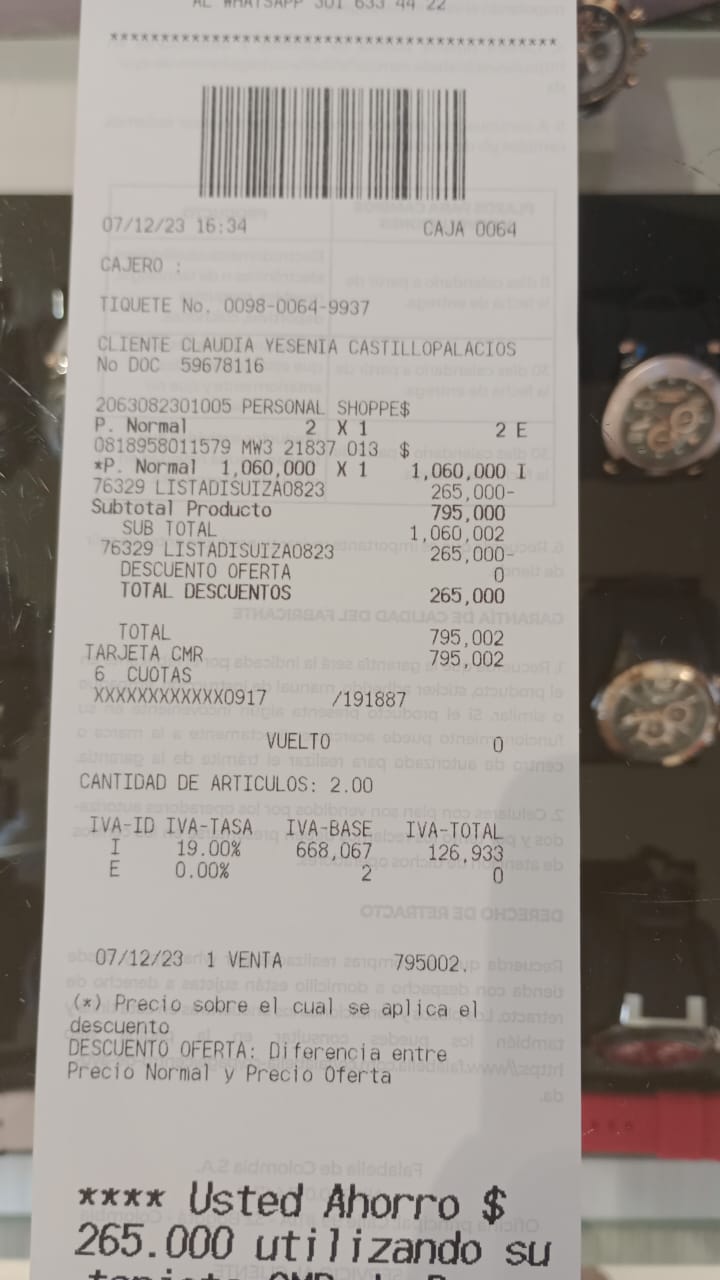 AL WHATSAPP 301 633 44 22
*******************************************
07/12/23 16:34 CAJA 0064
CAJERO :
TIQUETE No. 0098-0064-9937
CLIENTE CLAUDIA YESENIA CASTILLOPALACIOS
No DOC 59678116
2063082301005 PERSONAL SHOPPE$
P. Normal 2 X 1 2 E
0818958011579 MW3 21837 013 $
*P. Normal 1,060,000 X 1 1,060,000 I
76329 LISTADISUIZA0823 265,000-
Subtotal Producto 795,000
SUB TOTAL 1,060,002
76329 LISTADISUIZA0823 265,000-
DESCUENTO OFERTA 0
TOTAL DESCUENTOS 265,000
TOTAL 795,002
TARJETA CMR 795,002
6 CUOTAS
XXXXXXXXXXXX0917 /191887
VUELTO 0
CANTIDAD DE ARTICULOS: 2.00
IVA-ID IVA-TASA IVA-BASE IVA-TOTAL
I 19.00% 668,067 126,933
E 0.00% 2 0
07/12/23 1 VENTA 795002.
(*) Precio sobre el cual se aplica el
descuento
DESCUENTO OFERTA: Diferencia entre
Precio Normal y Precio Oferta
**** Usted Ahorro $
265.000 utilizando su